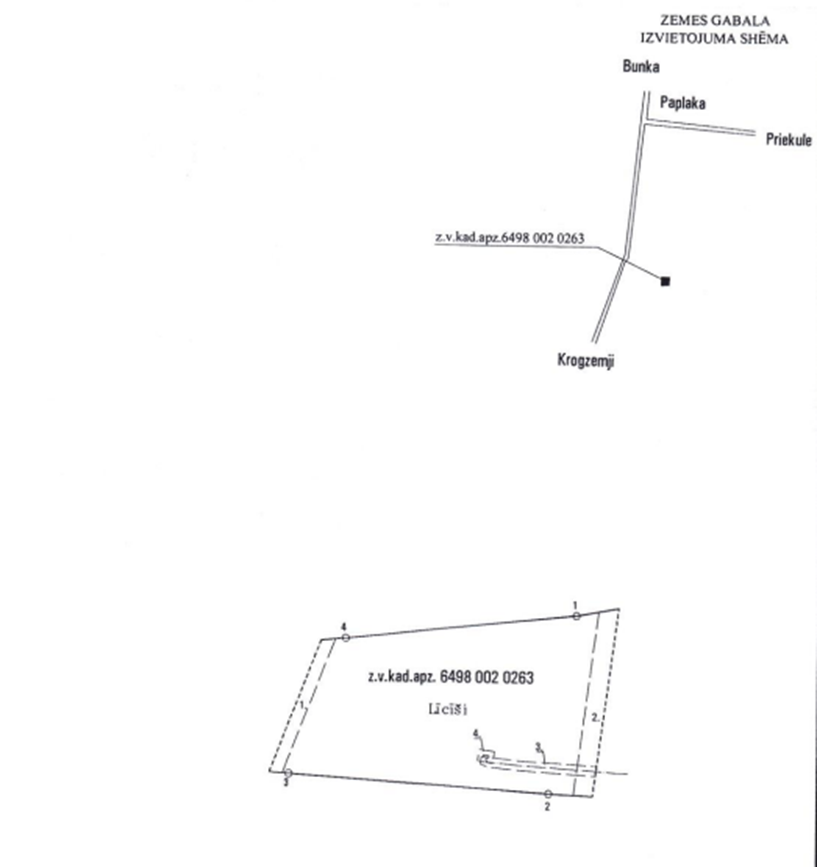 ZEMES GABALA
IZVIETOJUMA SHĒMA
Bunka
Paplaka
Priekule
z.v.kad.apz.6498 002 0263
Krogzemji
1
4
z.v.kad.apz. 6498 002 0263
Līcīši
1.
2.
4.
3.
3
2